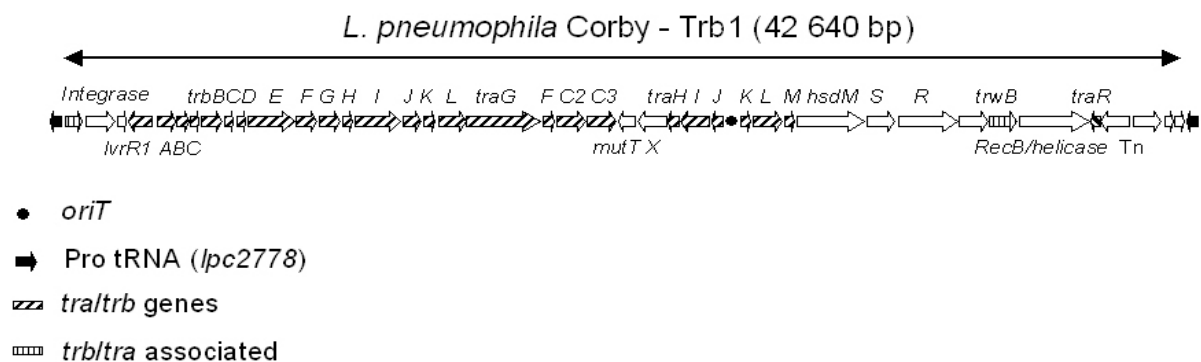 L. pneumophila Corby - Trb1 (42 640 bp)
Integrase trbBCD E F G H I J K L traG F C2 C3 traH I J K L M hsdM S R trwB traR
lvrR1 ABC mutT X RecB/helicase Tn
oriT
Pro tRNA (lpc2778)
tra/trb genes
trb/tra associated